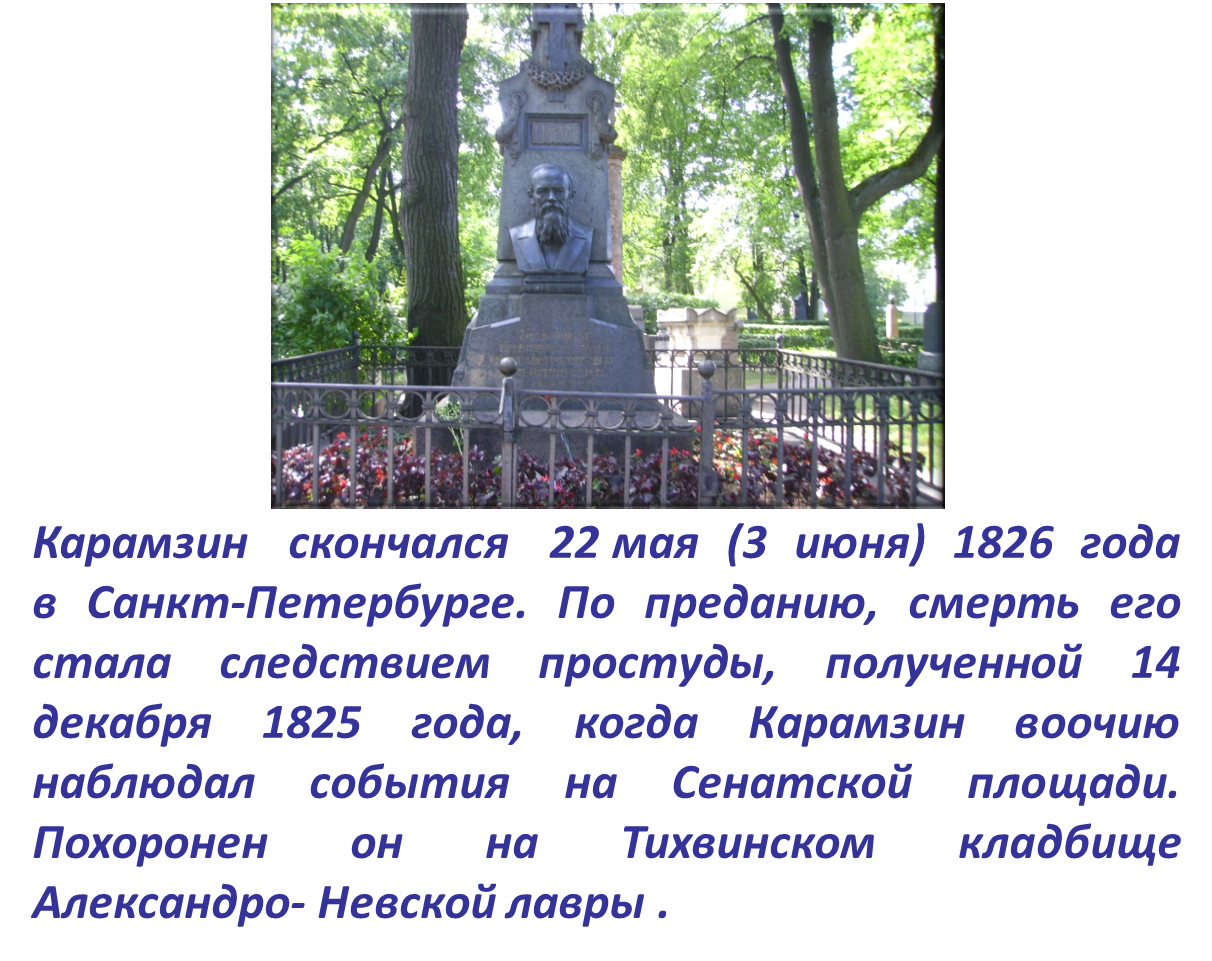 Карамзин скончался 22 мая (3 июня) 1826 года
в Санкт-Петербурге. По преданию, смерть его
стала следствием простуды, полученной 14
декабря 1825 года, когда Карамзин воочию
наблюдал события на Сенатской площади.
Похоронен он на Тихвинском кладбище
Александро- Невской лавры .